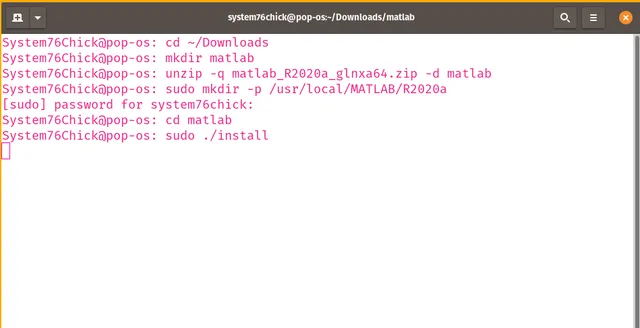 system76chick@pop-os:~/Downloads/matlab
System76Chick@pop-os: cd ~/Downloads
System76Chick@pop-os: mkdir matlab
System76Chick@pop-os: unzip -q matlab_R2020a_glnxa64.zip -d matlab
System76Chick@pop-os: sudo mkdir -p /usr/local/MATLAB/R2020a
[sudo] password for system76chick:
System76Chick@pop-os: cd matlab
System76Chick@pop-os: sudo ./install